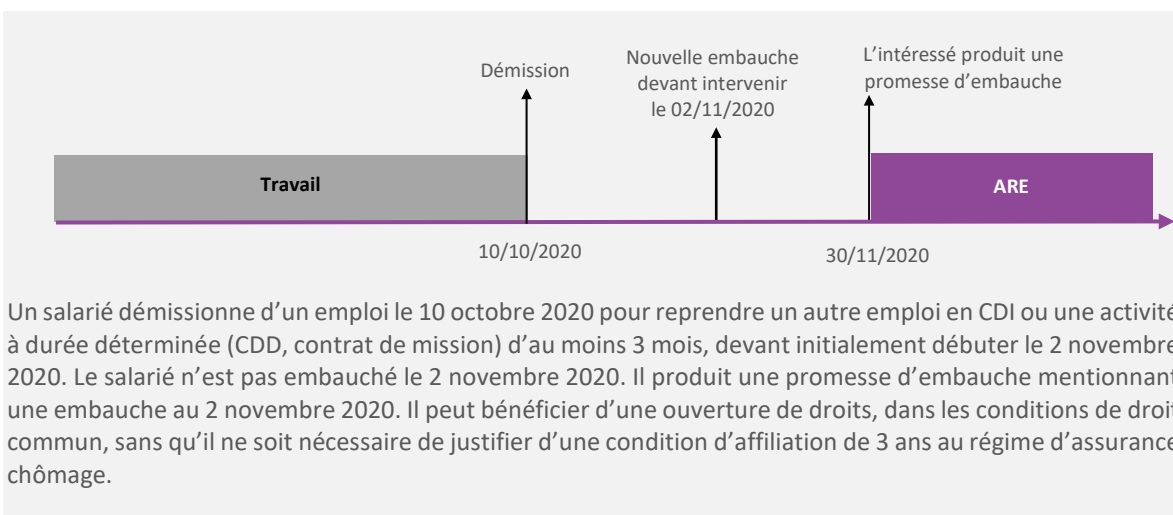 Démission
Nouvelle embauche
devant intervenir
le 02/11/2020
L’intéressé produit une
promesse d’embauche
Travail
ARE
10/10/2020
30/11/2020
Un salarié démissionne d’un emploi le 10 octobre 2020 pour reprendre un autre emploi en CDI ou une activité
à durée déterminée (CDD, contrat de mission) d’au moins 3 mois, devant initialement débuter le 2 novembre
2020. Le salarié n’est pas embauché le 2 novembre 2020. Il produit une promesse d’embauche mentionnant
une embauche au 2 novembre 2020. Il peut bénéficier d’une ouverture de droits, dans les conditions de droit
commun, sans qu’il ne soit nécessaire de justifier d’une condition d’affiliation de 3 ans au régime d’assurance
chômage.